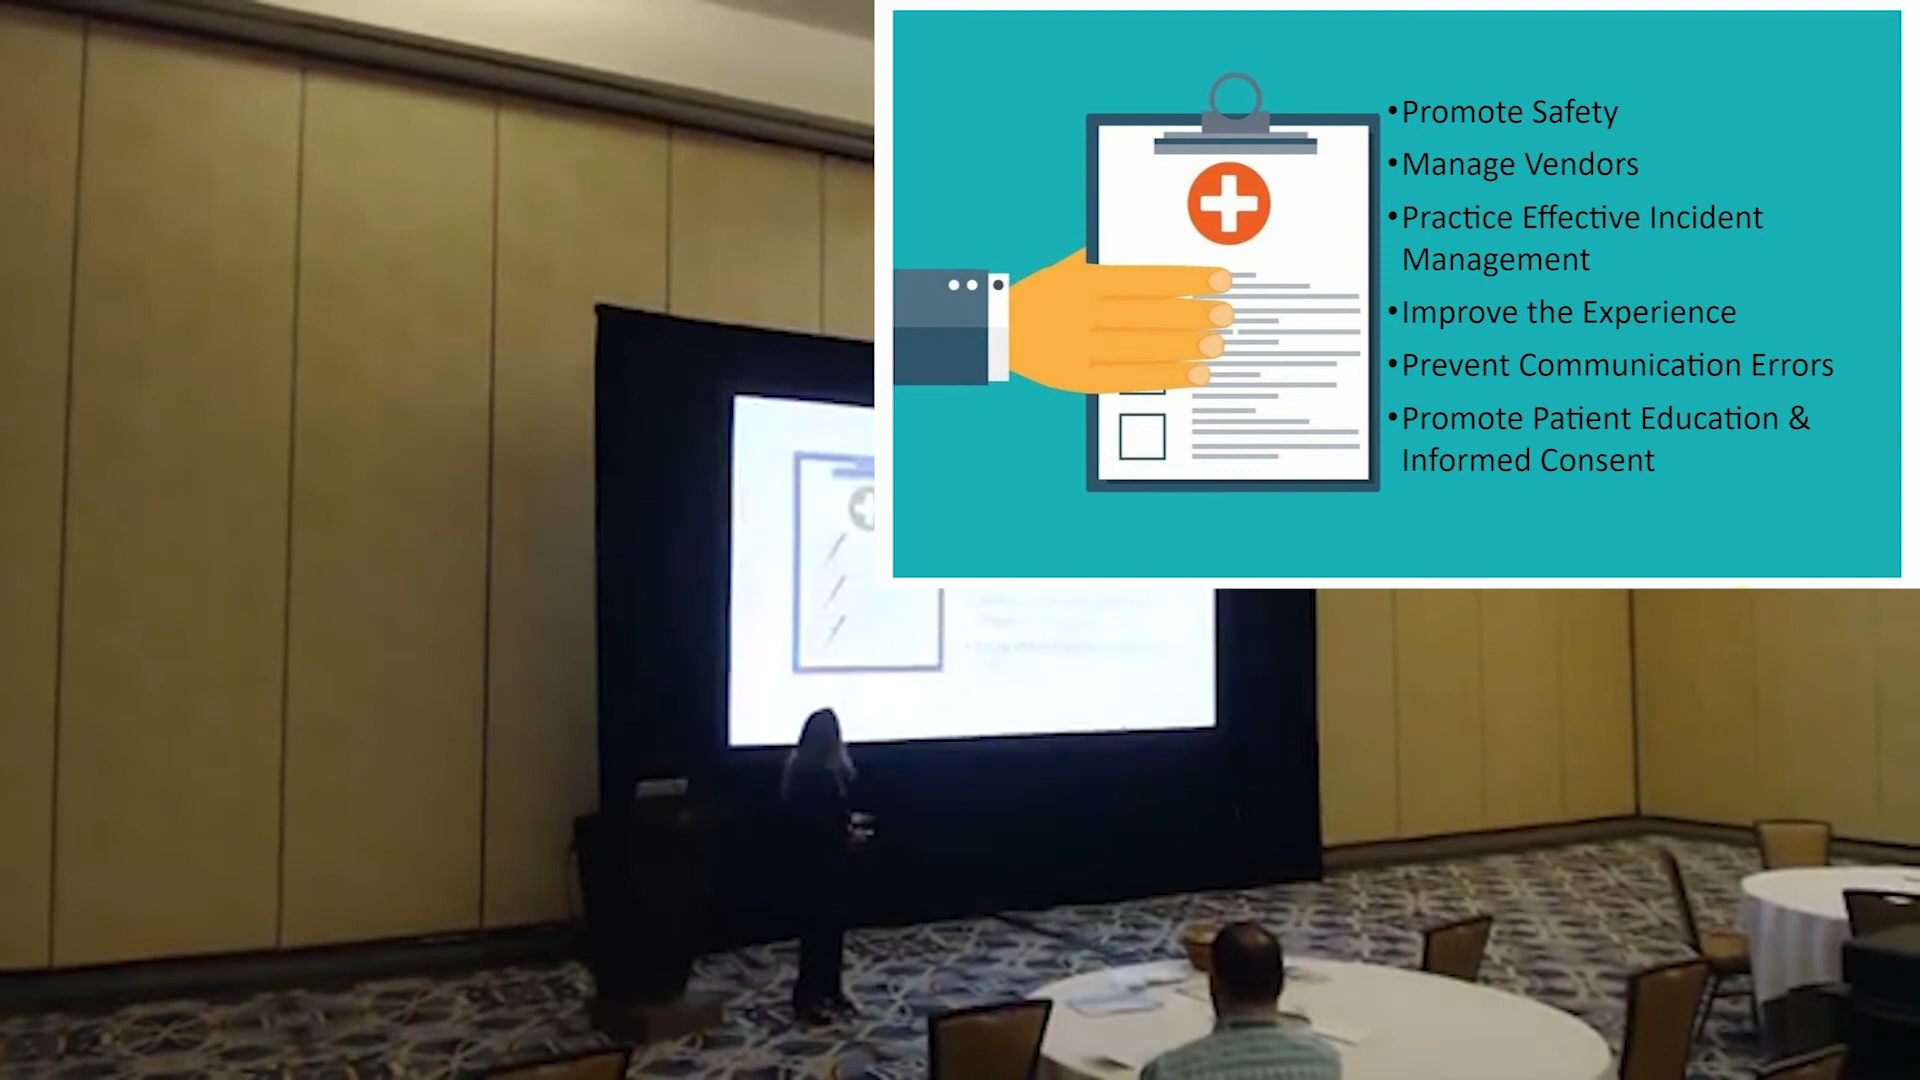 •Promote Safety
•Manage Vendors
•Practice Effective Incident
Management
•Improve the Experience
•Prevent Communication Errors
•Promote Patient Education &
Informed Consent